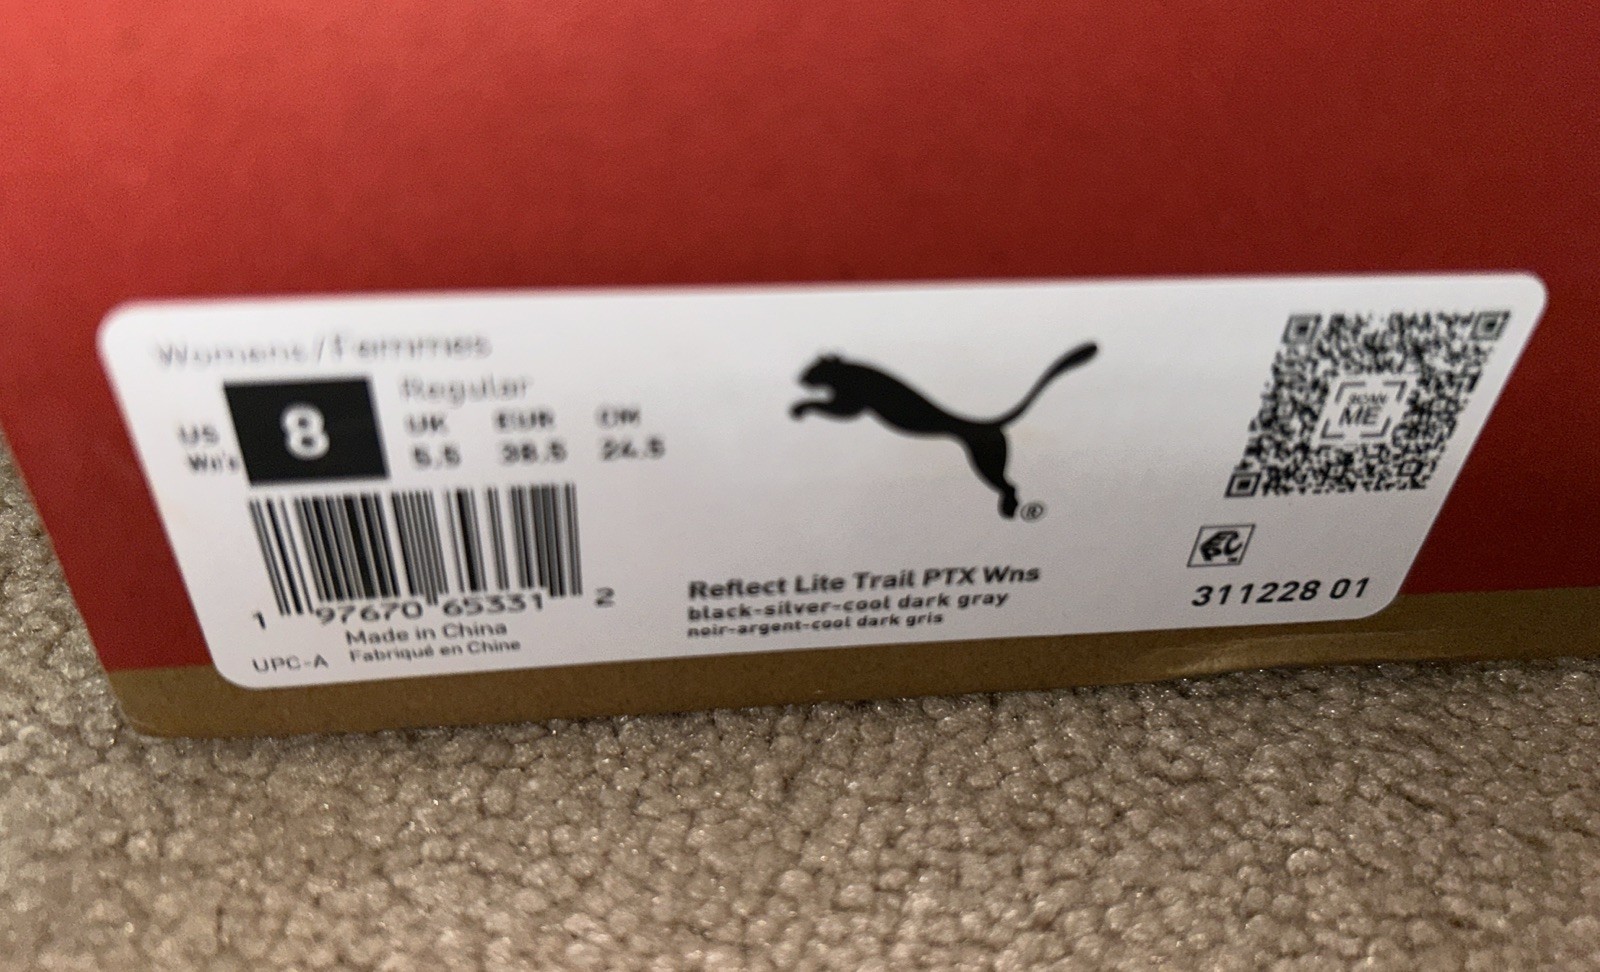 Womens/Femmes
Regular
US
Wo's
8
UK EUR CM
5.5 38.5 24.5
1 97670 65331 2
Made in China
UPC-A Fabriqué en Chine
®
Reflect Lite Trail PTX Wns
black-silver-cool dark gray
noir-argent-cool dark gris
SCAN
ME
311228 01